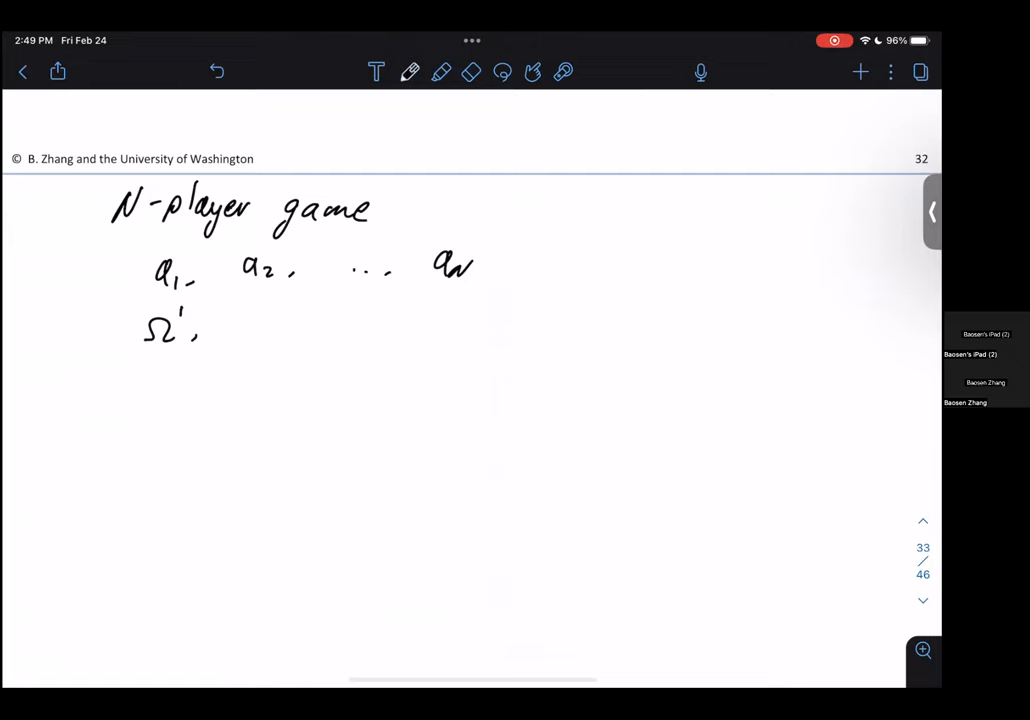 2:49 PM Fri Feb 24
96%
© B. Zhang and the University of Washington 32
N-player game
a₁, a₂, ... , a_N
Ω¹,
Baosen's iPad (2)
Baosen's iPad (2)
Baosen Zhang
Baosen Zhang
33
/
46